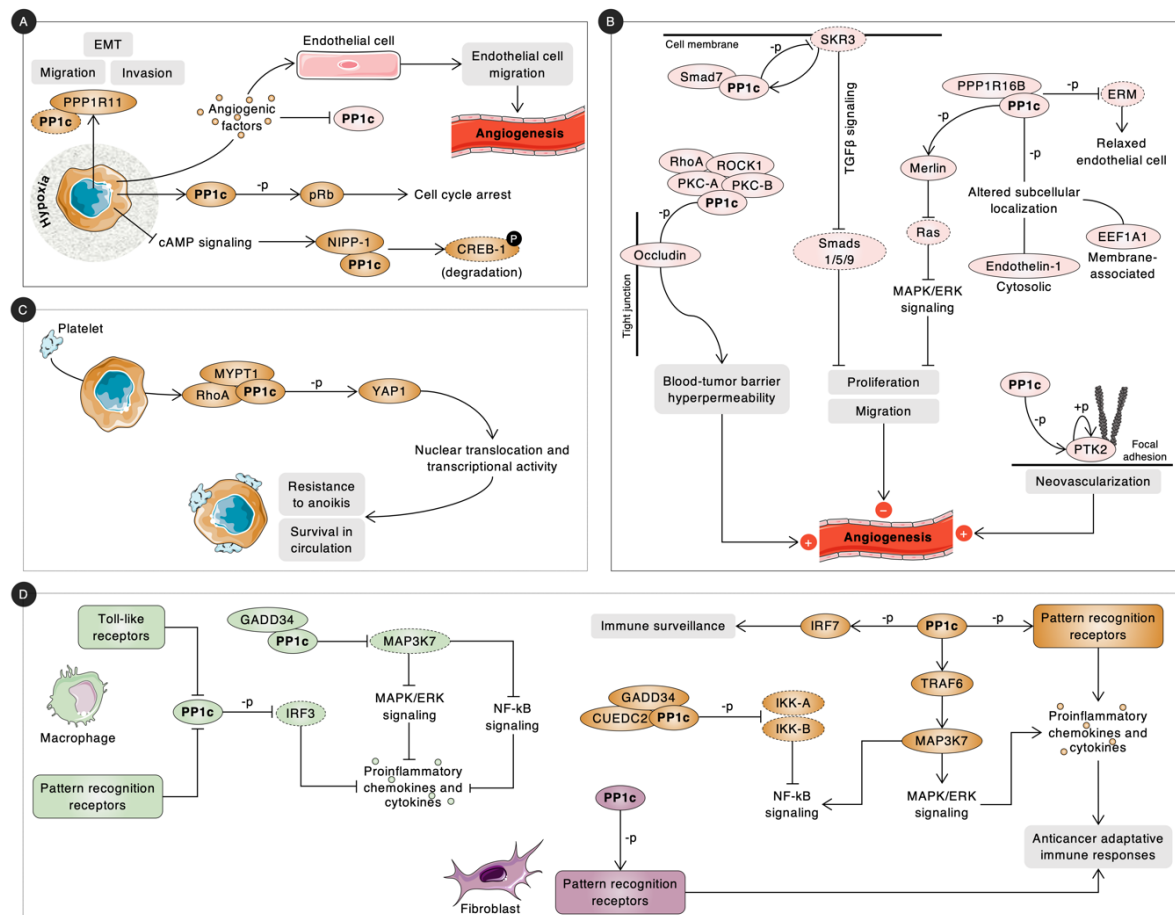 A
EMT
Migration
Invasion
PPP1R11
PP1c
Hypoxia
Angiogenic
factors
Endothelial cell
PP1c
Endothelial cell
migration
Angiogenesis
PP1c
-p
pRb
Cell cycle arrest
cAMP signaling
NIPP-1
PP1c
CREB-1
P
(degradation)
B
Cell membrane
SKR3
-p
Smad7
PP1c
TGFβ signaling
RhoA
ROCK1
PKC-A
PKC-B
PP1c
-p
Occludin
Tight junction
Smads
1/5/9
PPP1R16B
PP1c
-p
ERM
Relaxed
endothelial cell
-p
Merlin
-p
Ras
Altered subcellular
localization
EEF1A1
Membrane-
associated
Endothelin-1
Cytosolic
MAPK/ERK
signaling
Blood-tumor barrier
hyperpermeability
Proliferation
Migration
PP1c
-p
+p
PTK2
Focal
adhesion
Neovascularization
+
−
Angiogenesis
+
C
Platelet
MYPT1
RhoA
PP1c
-p
YAP1
Nuclear translocation and
transcriptional activity
Resistance
to anoikis
Survival in
circulation
D
Toll-like
receptors
Macrophage
PP1c
-p
IRF3
Pattern recognition
receptors
GADD34
PP1c
MAP3K7
MAPK/ERK
signaling
NF-kB
signaling
Proinflammatory
chemokines and
cytokines
Immune surveillance
IRF7
-p
PP1c
-p
Pattern recognition
receptors
TRAF6
GADD34
CUEDC2
PP1c
-p
IKK-A
IKK-B
MAP3K7
Proinflammatory
chemokines and
cytokines
NF-kB
signaling
MAPK/ERK
signaling
PP1c
-p
Fibroblast
Pattern recognition
receptors
Anticancer adaptative
immune responses